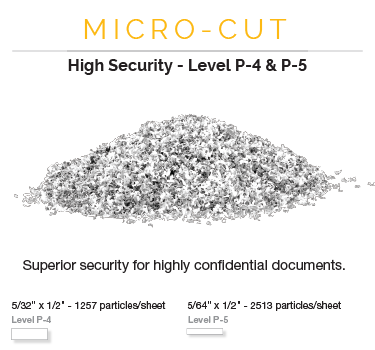 MICRO-CUT
High Security - Level P-4 & P-5
Superior security for highly confidential documents.
5/32" x 1/2" - 1257 particles/sheet
Level P-4
5/64" x 1/2" - 2513 particles/sheet
Level P-5